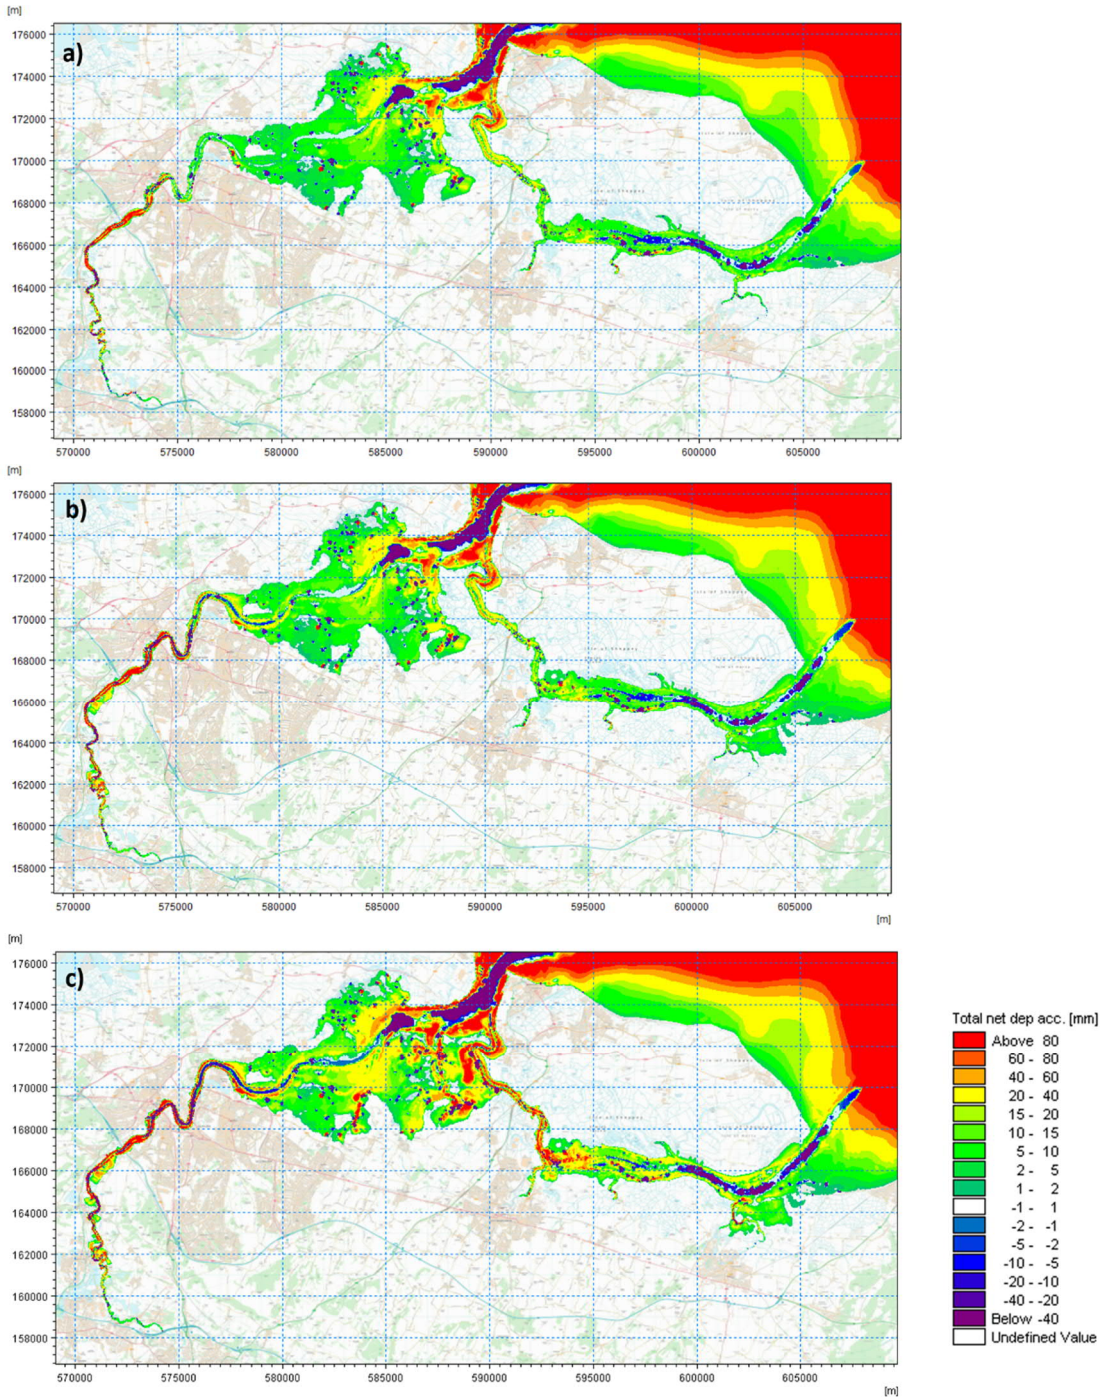 [m]
176000
a)
174000
172000
170000
168000
166000
164000
162000
160000
158000
570000 575000 580000 585000 590000 595000 600000 605000
[m]
176000
b)
174000
172000
170000
168000
166000
164000
162000
160000
158000
570000 575000 580000 585000 590000 595000 600000 605000
[m]
[m]
176000
c)
174000
172000
170000
168000
166000
164000
162000
160000
158000
570000 575000 580000 585000 590000 595000 600000 605000
[m]
Total net dep acc. [mm]
Above 80
60 - 80
40 - 60
20 - 40
15 - 20
10 - 15
5 - 10
2 - 5
1 - 2
-1 - 1
-2 - -1
-5 - -2
-10 - -5
-20 - -10
-40 - -20
Below -40
Undefined Value